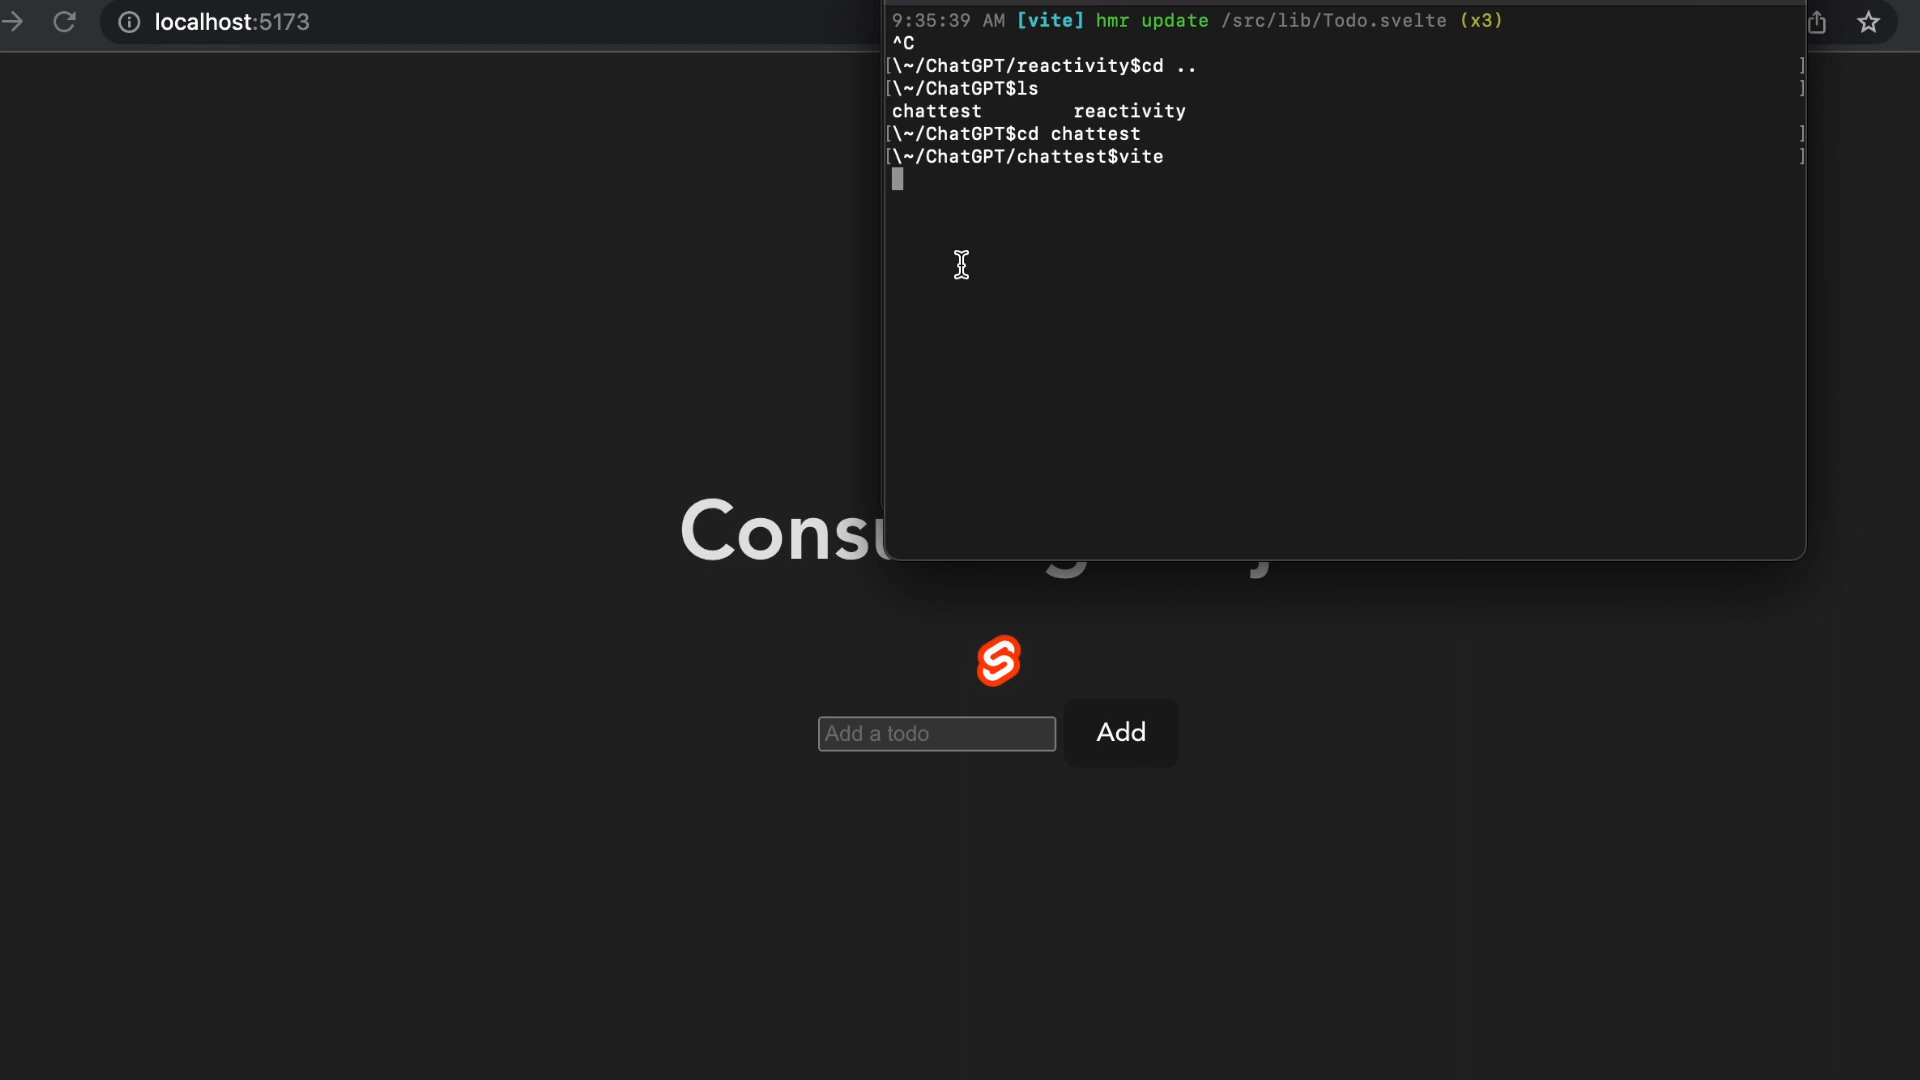 localhost:5173
9:35:39 AM [vite] hmr update /src/lib/Todo.svelte (x3)
^C
[\~/ChatGPT/reactivity$cd .. ]
[\~/ChatGPT$ls ]
chattest reactivity
[\~/ChatGPT$cd chattest ]
[\~/ChatGPT/chattest$vite ]
Add a todo
Add